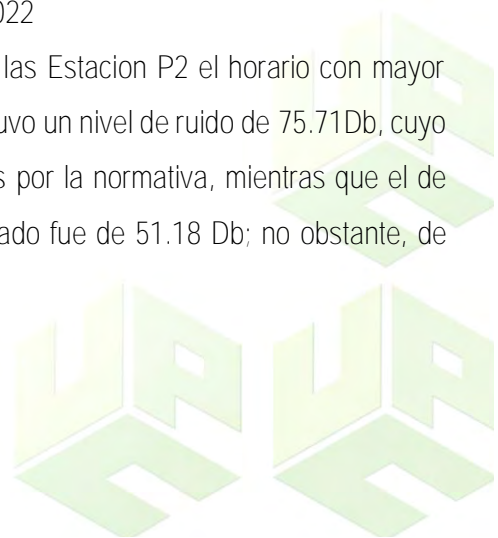 022
las Estacion P2 el horario con mayor
uvo un nivel de ruido de 75.71Db, cuyo
s por la normativa, mientras que el de
ado fue de 51.18 Db; no obstante, de